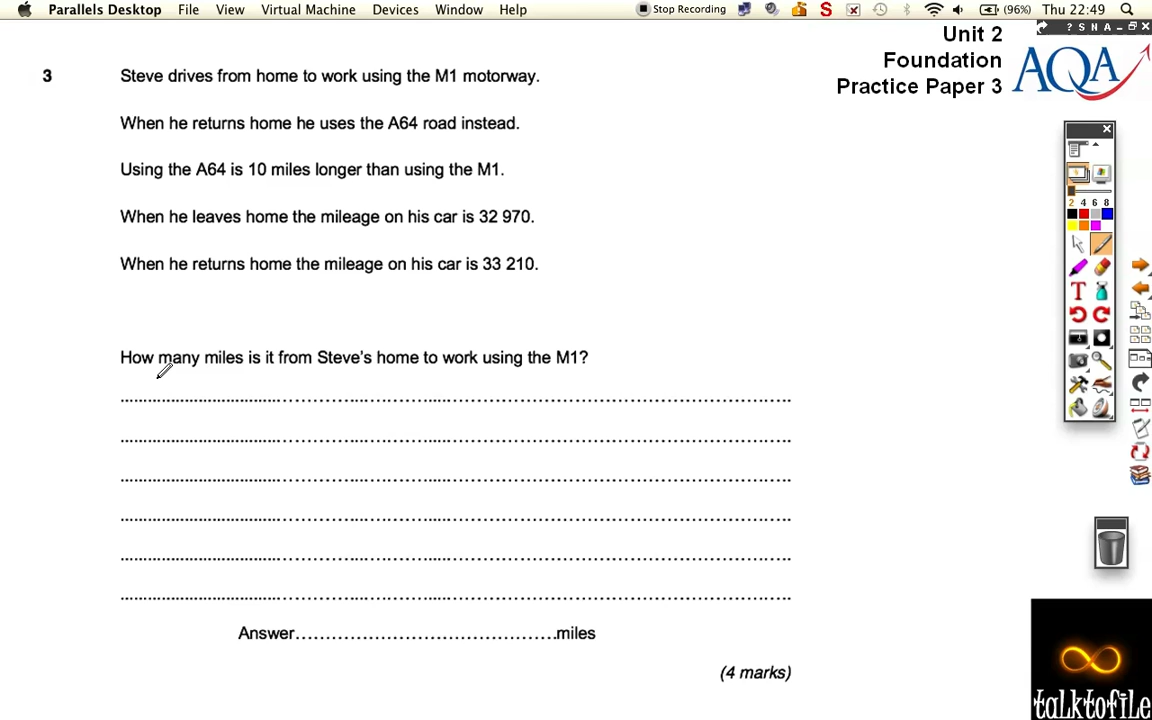 Parallels Desktop File View Virtual Machine Devices Window Help Stop Recording (96%) Thu 22:49
? S N A
Unit 2
Foundation
Practice Paper 3
AQA
3 Steve drives from home to work using the M1 motorway.
When he returns home he uses the A64 road instead.
Using the A64 is 10 miles longer than using the M1.
When he leaves home the mileage on his car is 32 970.
When he returns home the mileage on his car is 33 210.
2 4 6 8
T
How many miles is it from Steve's home to work using the M1?
Answer.............................................miles
(4 marks)
talktofile